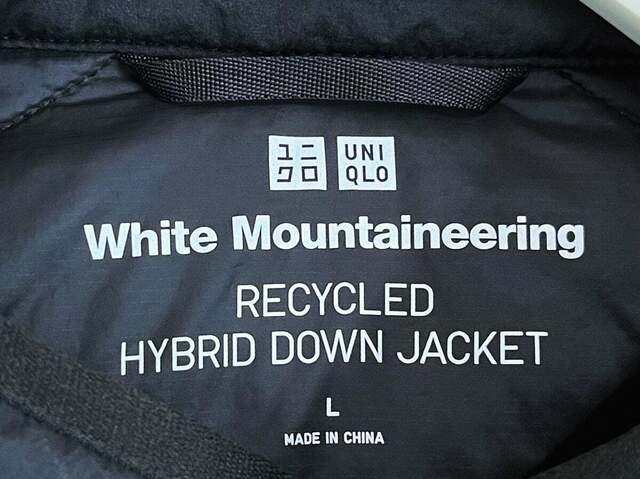 ユニ UNI
クロ QLO
White Mountaineering
RECYCLED
HYBRID DOWN JACKET
L
MADE IN CHINA